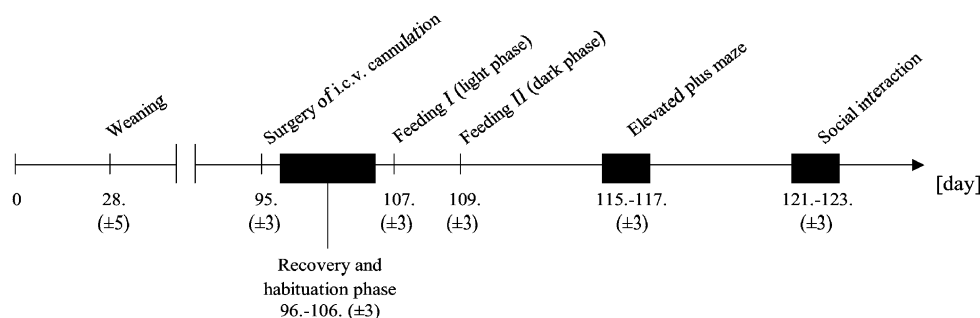 Weaning
Surgery of i.c.v. cannulation
Feeding I (light phase)
Feeding II (dark phase)
Elevated plus maze
Social interaction
[day]
0
28.
(±5)
95.
(±3)
107.
(±3)
109.
(±3)
115.-117.
(±3)
121.-123.
(±3)
Recovery and
habituation phase
96.-106. (±3)